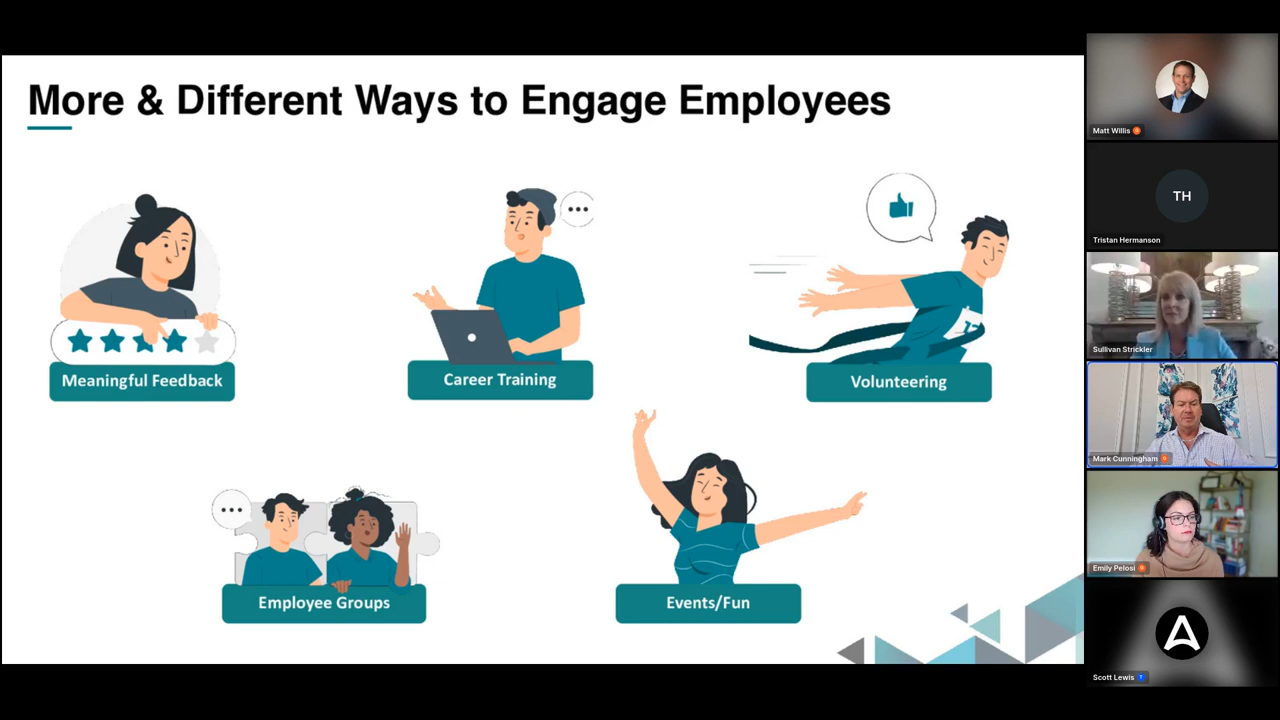 More & Different Ways to Engage Employees
Meaningful Feedback
Career Training
Volunteering
Employee Groups
Events/Fun
Matt Willis
TH
Tristan Hermanson
Sullivan Strickler
Mark Cunningham
Emily Pelosi
Scott Lewis